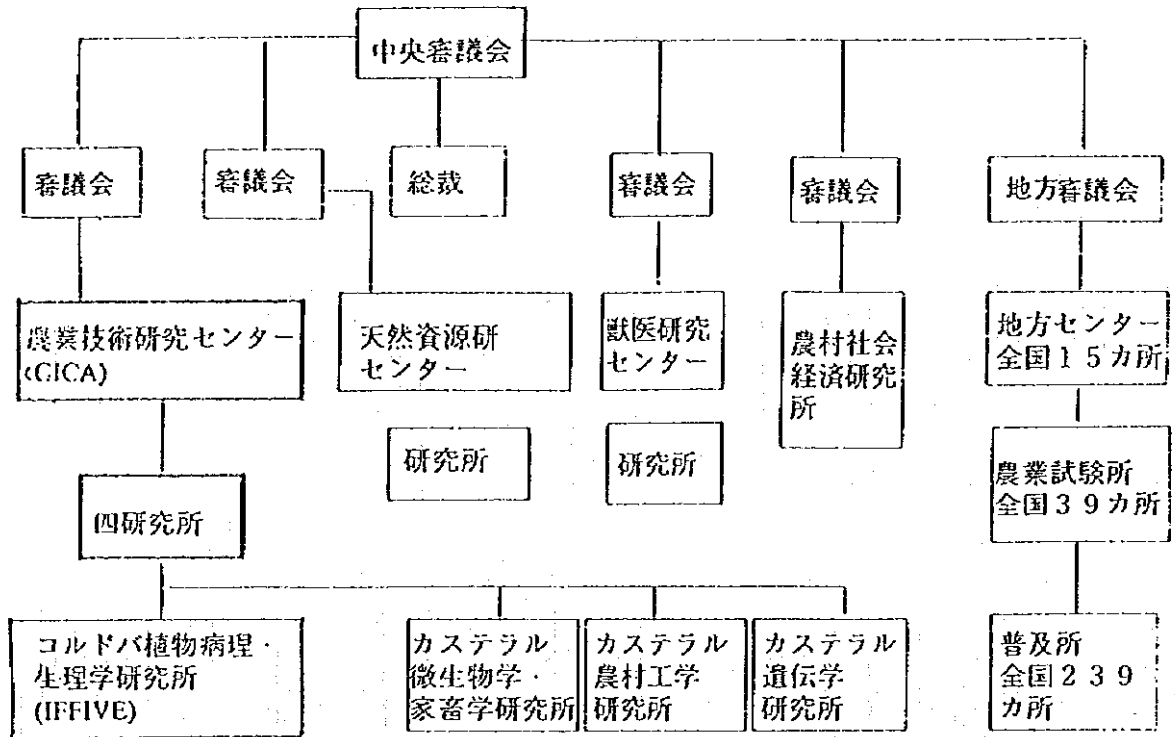 中央審議会
審議会
審議会
総裁
審議会
審議会
地方審議会
農業技術研究センター
(CICA)
天然資源研
センター
獣医研究
センター
農村社会
経済研究
所
地方センター
全国15カ所
研究所
研究所
農業試験所
全国39カ所
四研究所
コルドバ植物病理・
生理学研究所
(IFFIVE)
カステラル
微生物学・
家畜学研究所
カステラル
農村工学
研究所
カステラル
遺伝学
研究所
普及所
全国239
カ所